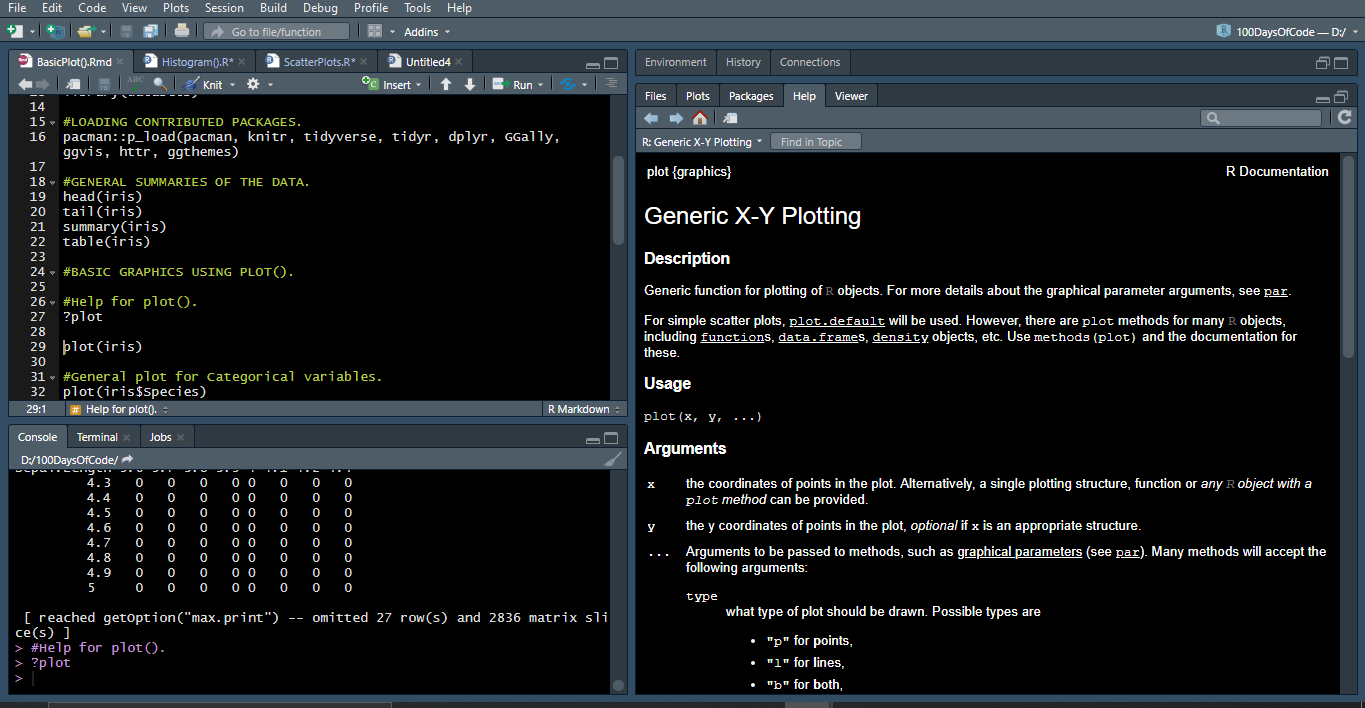 File Edit Code View Plots Session Build Debug Profile Tools Help
Go to file/function Addins 100DaysOfCode — D:/
BasicPlot().Rmd Histogram().R* ScatterPlots.R* Untitled4
ABC Knit Insert Run
14
15 #LOADING CONTRIBUTED PACKAGES.
16 pacman::p_load(pacman, knitr, tidyverse, tidyr, dplyr, GGally,
ggvis, httr, ggthemes)
17
18 #GENERAL SUMMARIES OF THE DATA.
19 head(iris)
20 tail(iris)
21 summary(iris)
22 table(iris)
23
24 #BASIC GRAPHICS USING PLOT().
25
26 #Help for plot().
27 ?plot
28
29 plot(iris)
30
31 #General plot for Categorical variables.
32 plot(iris$Species)
29:1 # Help for plot(). R Markdown
Console Terminal Jobs
D:/100DaysOfCode/
4.3 0 0 0 0 0 0 0 0
4.4 0 0 0 0 0 0 0 0
4.5 0 0 0 0 0 0 0 0
4.6 0 0 0 0 0 0 0 0
4.7 0 0 0 0 0 0 0 0
4.8 0 0 0 0 0 0 0 0
4.9 0 0 0 0 0 0 0 0
5 0 0 0 0 0 0 0 0
[ reached getOption("max.print") -- omitted 27 row(s) and 2836 matrix sli
ce(s) ]
> #Help for plot().
> ?plot
>
Environment History Connections
Files Plots Packages Help Viewer
R: Generic X-Y Plotting Find in Topic
plot {graphics} R Documentation
Generic X-Y Plotting
Description
Generic function for plotting of R objects. For more details about the graphical parameter arguments, see par.
For simple scatter plots, plot.default will be used. However, there are plot methods for many R objects,
including functions, data.frames, density objects, etc. Use methods(plot) and the documentation for
these.
Usage
plot(x, y, ...)
Arguments
x the coordinates of points in the plot. Alternatively, a single plotting structure, function or any R object with a
plot method can be provided.
y the y coordinates of points in the plot, optional if x is an appropriate structure.
... Arguments to be passed to methods, such as graphical parameters (see par). Many methods will accept the
following arguments:
type
what type of plot should be drawn. Possible types are
• "p" for points,
• "l" for lines,
• "b" for both,